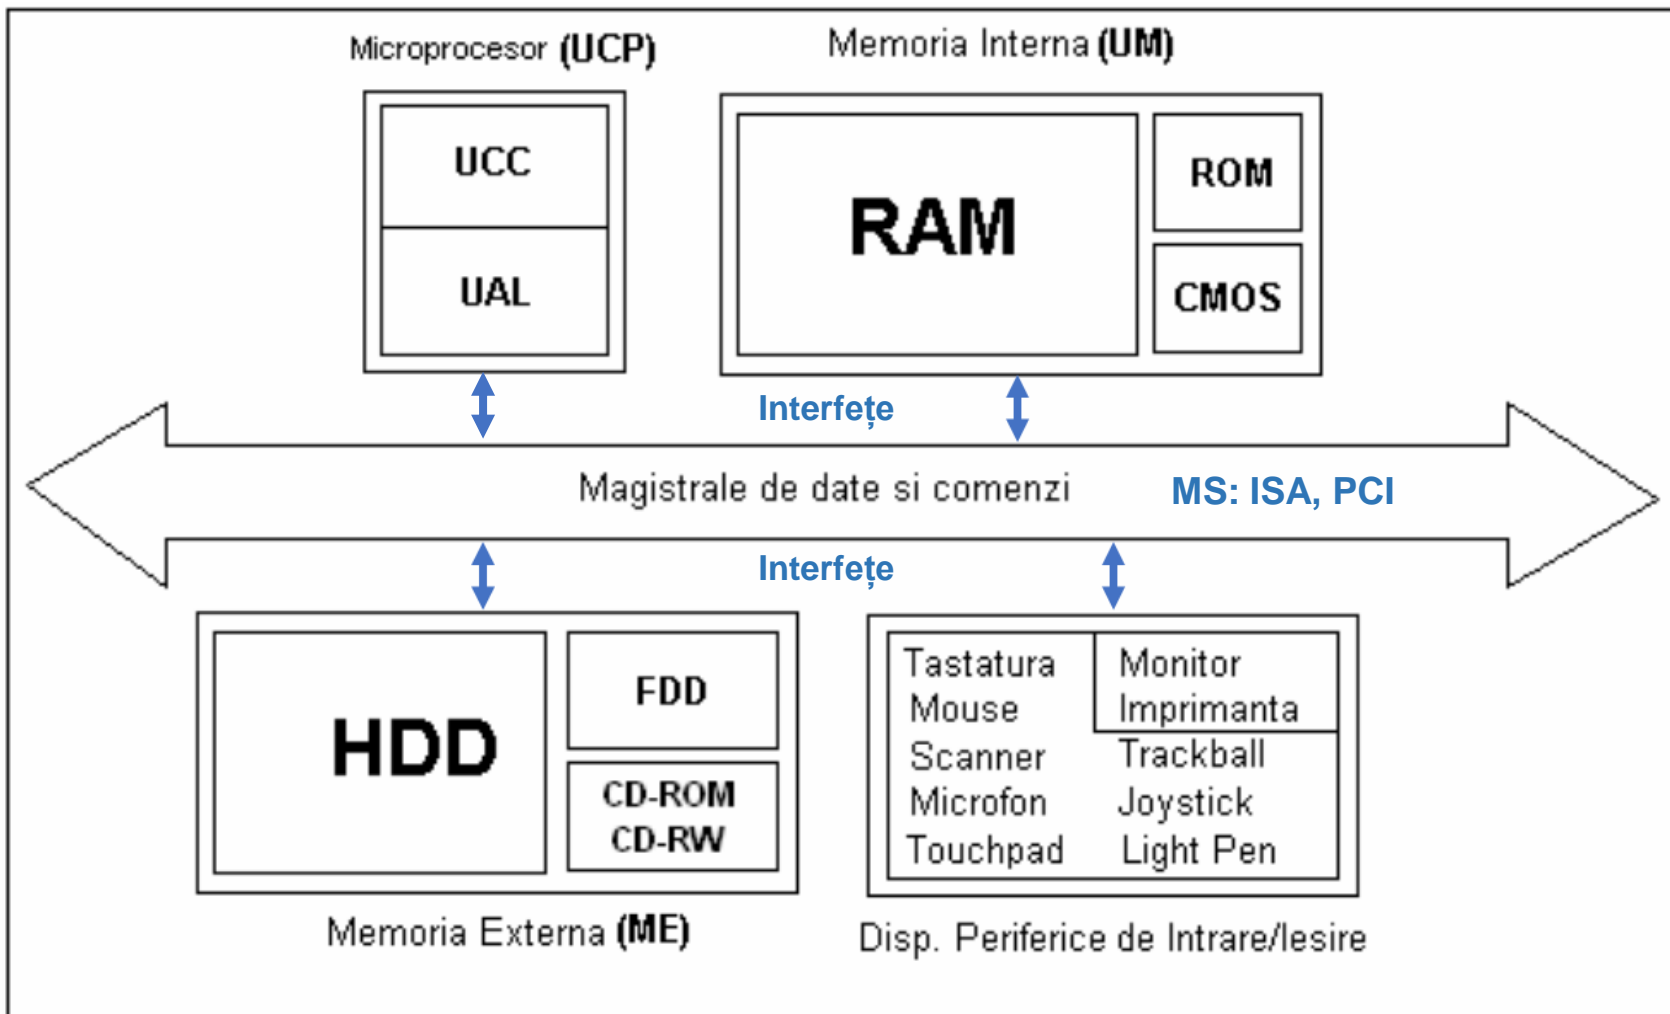 Microprocesor (UCP)
Memoria Interna (UM)
UCC
UAL
RAM
ROM
CMOS
Interfețe
Magistrale de date si comenzi
MS: ISA, PCI
Interfețe
HDD
FDD
CD-ROM
CD-RW
Tastatura
Mouse
Scanner
Microfon
Touchpad
Monitor
Imprimanta
Trackball
Joystick
Light Pen
Memoria Externa (ME)
Disp. Periferice de Intrare/Iesire